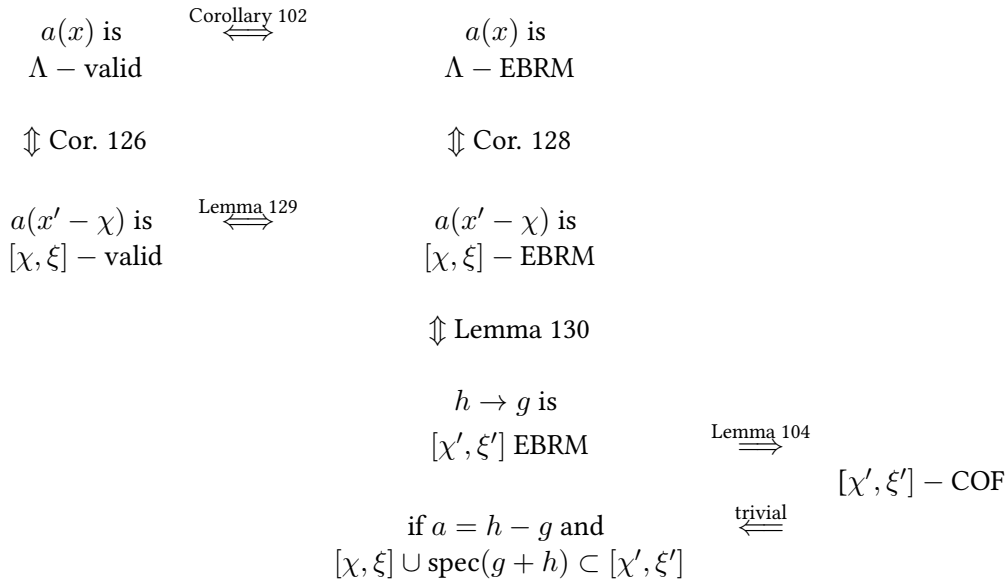 Corollary 102
a(x) is ⟺ a(x) is
Λ − valid Λ − EBRM
⇕ Cor. 126 ⇕ Cor. 128
Lemma 129
a(x′ − χ) is ⟺ a(x′ − χ) is
[χ, ξ] − valid [χ, ξ] − EBRM
⇕ Lemma 130
h → g is
Lemma 104
[χ′, ξ′] EBRM ⟹
[χ′, ξ′] − COF
trivial
if a = h − g and ⟸
[χ, ξ] ∪ spec(g + h) ⊂ [χ′, ξ′]